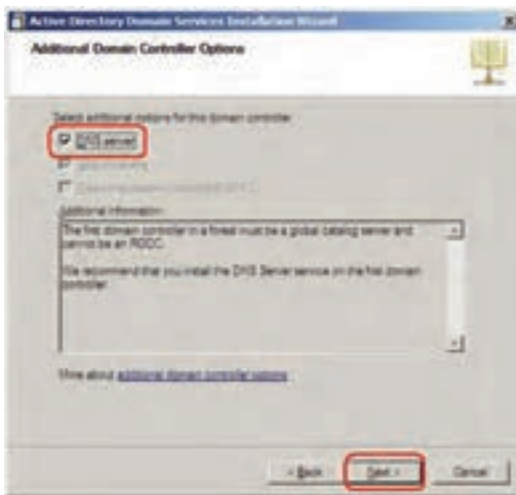 Active Directory Domain Services Installation Wizard
Additional Domain Controller Options
Select additional options for this domain controller.
DNS server
Additional information:
The first domain controller in a forest must be a global catalog server and
cannot be an RODC.
We recommend that you install the DNS Server service on the first domain
controller.
More about additional domain controller options
< Back
Next >
Cancel